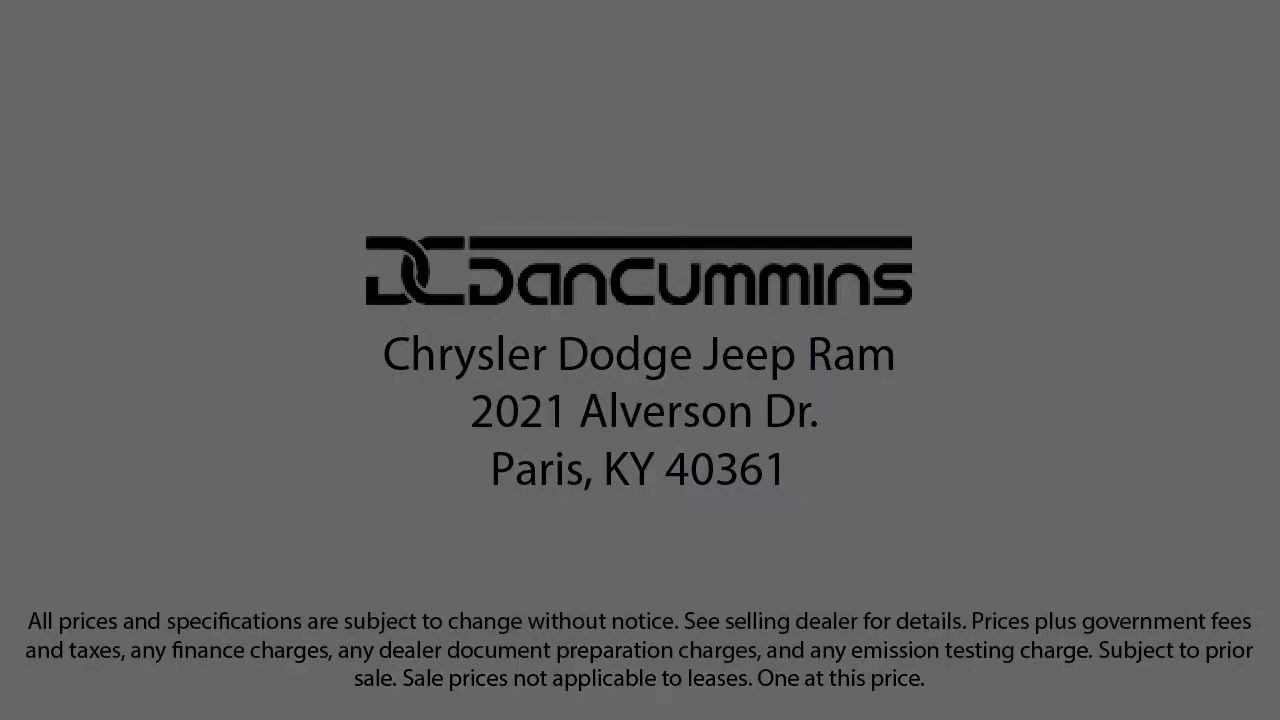 DC DanCummins
Chrysler Dodge Jeep Ram
2021 Alverson Dr.
Paris, KY 40361
All prices and specifications are subject to change without notice. See selling dealer for details. Prices plus government fees
and taxes, any finance charges, any dealer document preparation charges, and any emission testing charge. Subject to prior
sale. Sale prices not applicable to leases. One at this price.